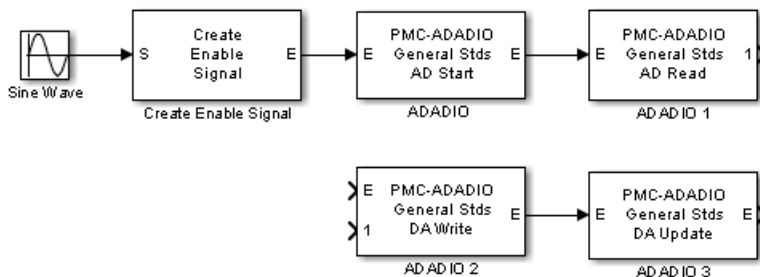 S
Create
Enable
Signal
E
E
PMC-ADADIO
General Stds
AD Start
E
E
PMC-ADADIO
General Stds
AD Read
1
Sine Wave
Create Enable Signal
ADADIO
ADADIO 1
E
1
PMC-ADADIO
General Stds
DA Write
E
E
PMC-ADADIO
General Stds
DA Update
E
ADADIO 2
ADADIO 3